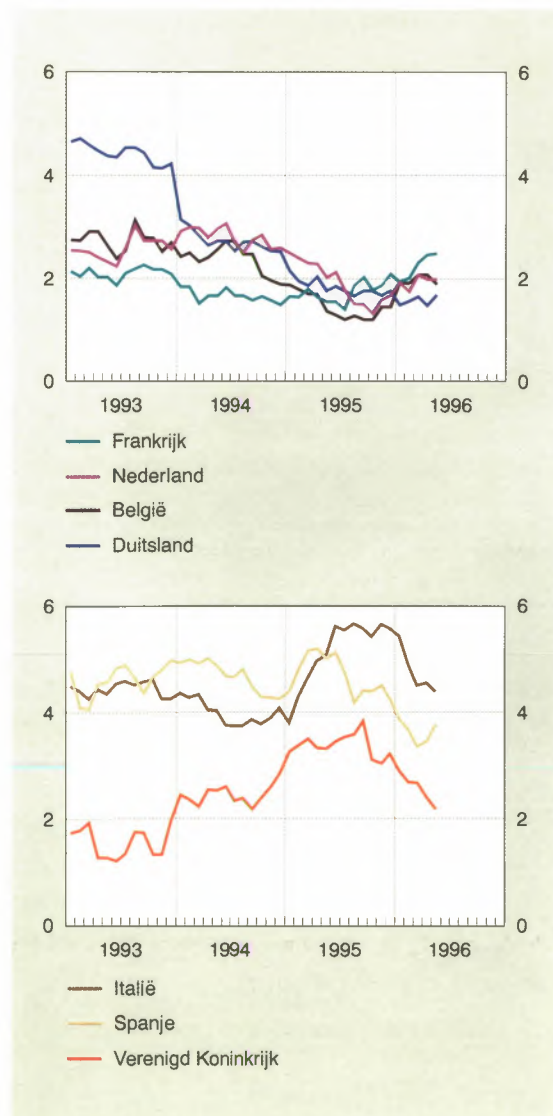 6 6
4 4
2 2
0 0
1993 1994 1995 1996
Frankrijk
Nederland
België
Duitsland
6 6
4 4
2 2
0 0
1993 1994 1995 1996
Italië
Spanje
Verenigd Koninkrijk